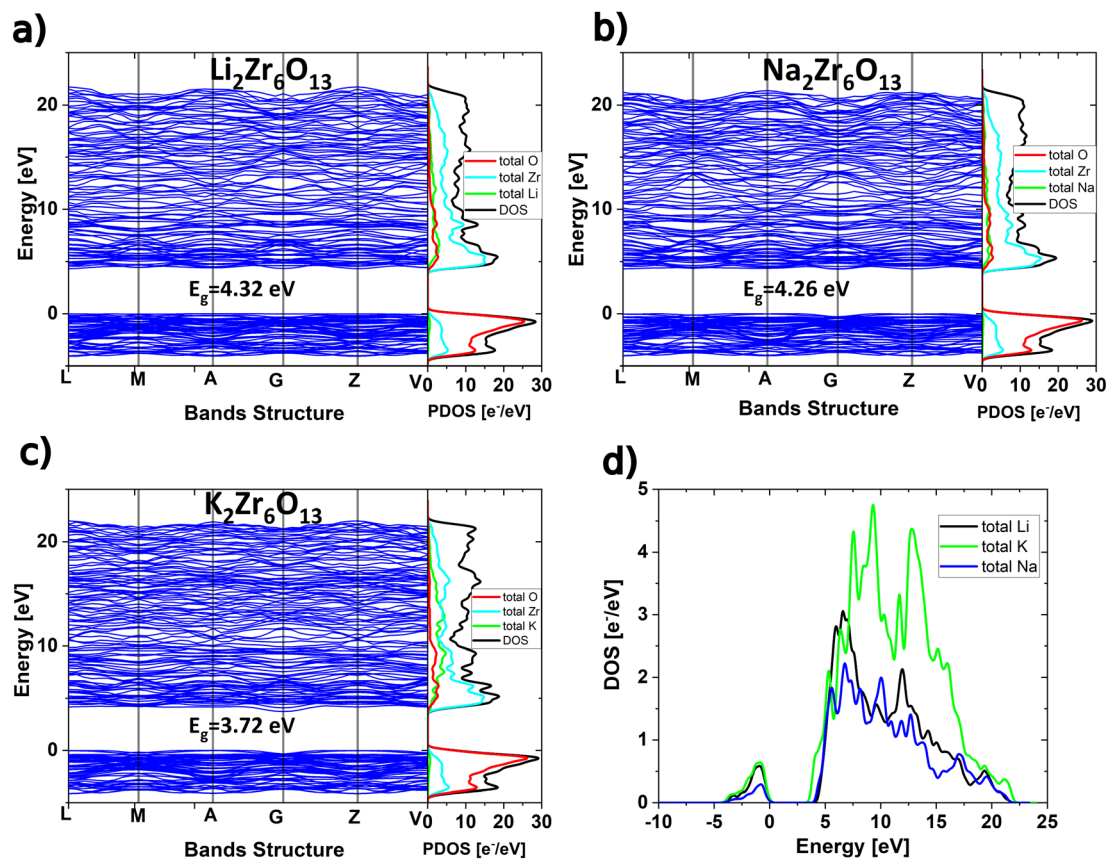 a)
Li2Zr6O13
20
10
0
Energy [eV]
Eg=4.32 eV
total O
total Zr
total Li
DOS
L M A G Z V
0 10 20 30
Bands Structure
PDOS [e-/eV]
b)
Na2Zr6O13
20
10
0
Energy [eV]
Eg=4.26 eV
total O
total Zr
total Na
DOS
L M A G Z V
0 10 20 30
Bands Structure
PDOS [e-/eV]
c)
K2Zr6O13
20
10
0
Energy [eV]
Eg=3.72 eV
total O
total Zr
total K
DOS
L M A G Z V
0 10 20 30
Bands Structure
PDOS [e-/eV]
d)
5
4
3
2
1
0
DOS [e-/eV]
total Li
total K
total Na
-10 -5 0 5 10 15 20 25
Energy [eV]